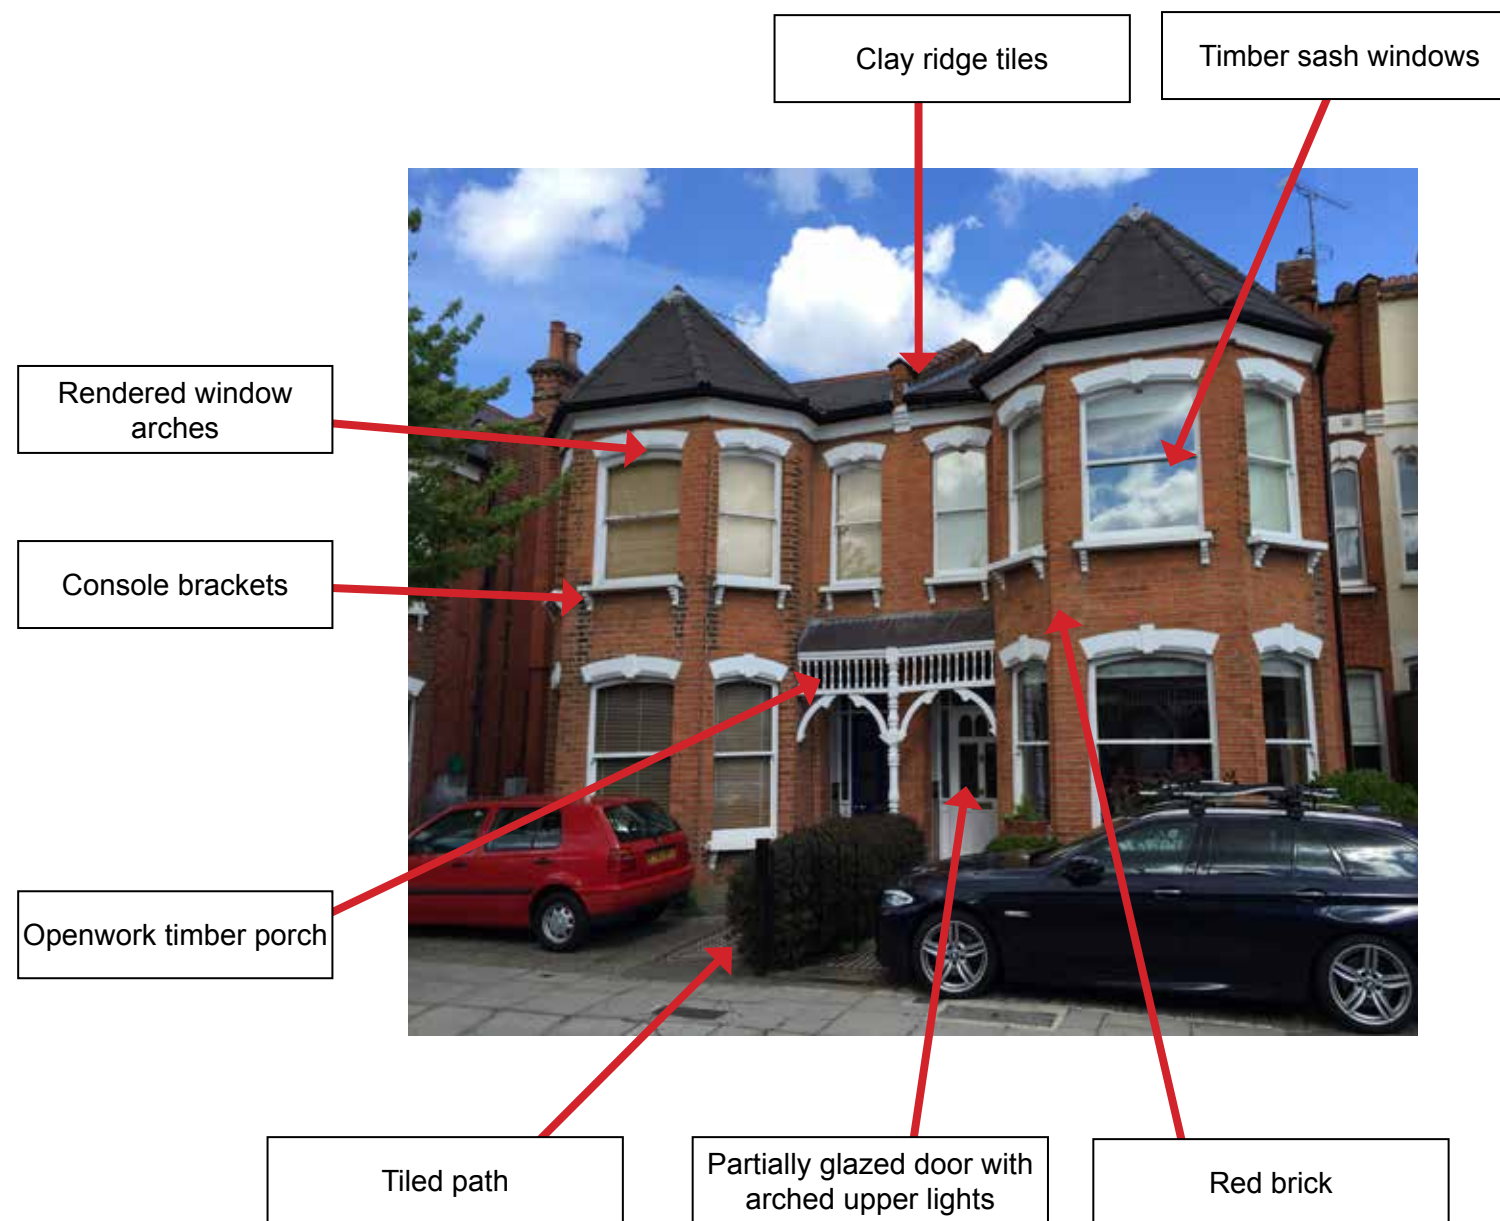 Clay ridge tiles
Timber sash windows
Rendered window
arches
Console brackets
Openwork timber porch
Tiled path
Partially glazed door with
arched upper lights
Red brick